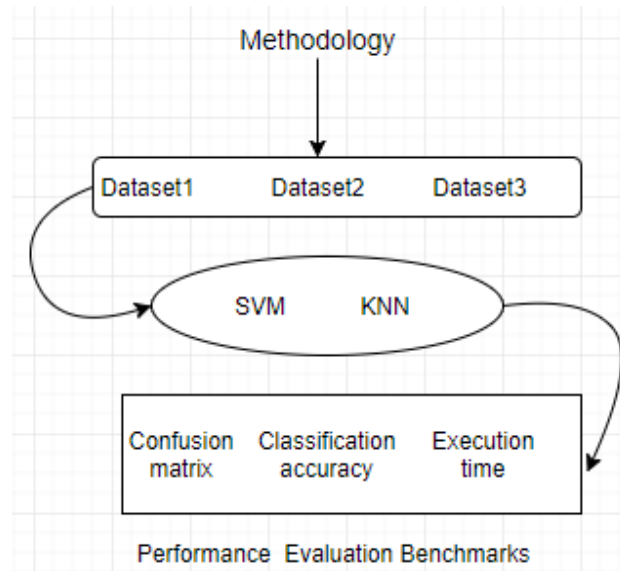 Methodology
Dataset1 Dataset2 Dataset3
SVM KNN
Confusion matrix
Classification accuracy
Execution time
Performance Evaluation Benchmarks